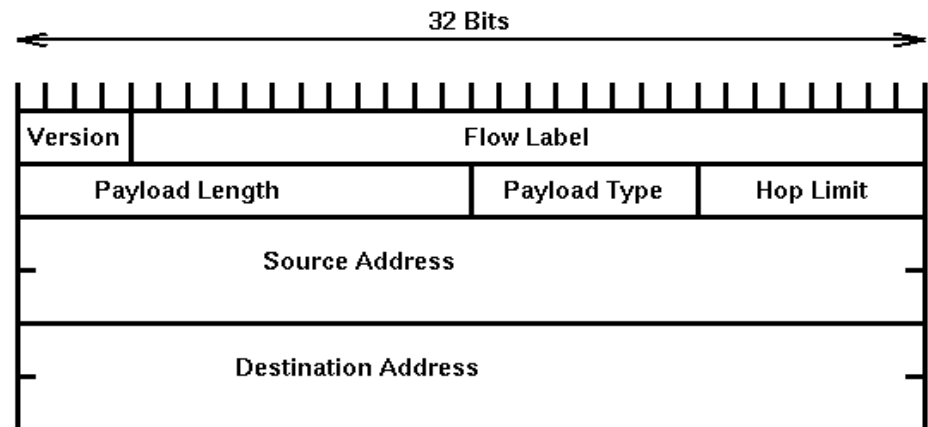 32 Bits
Version Flow Label
Payload Length Payload Type Hop Limit
Source Address
Destination Address